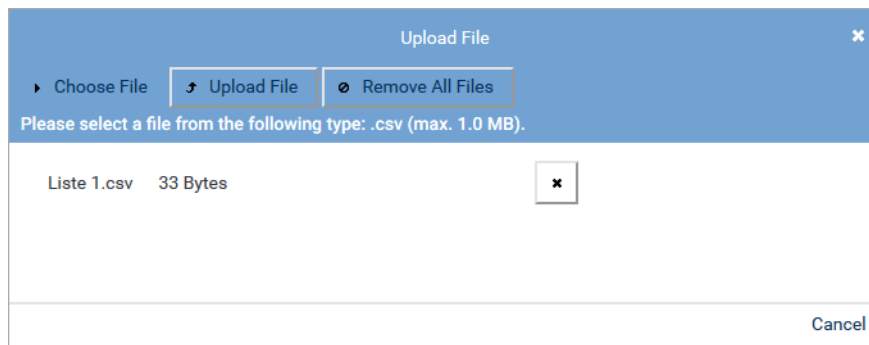 Upload File
Choose File Upload File Remove All Files
Please select a file from the following type: .csv (max. 1.0 MB).
Liste 1.csv 33 Bytes
Cancel